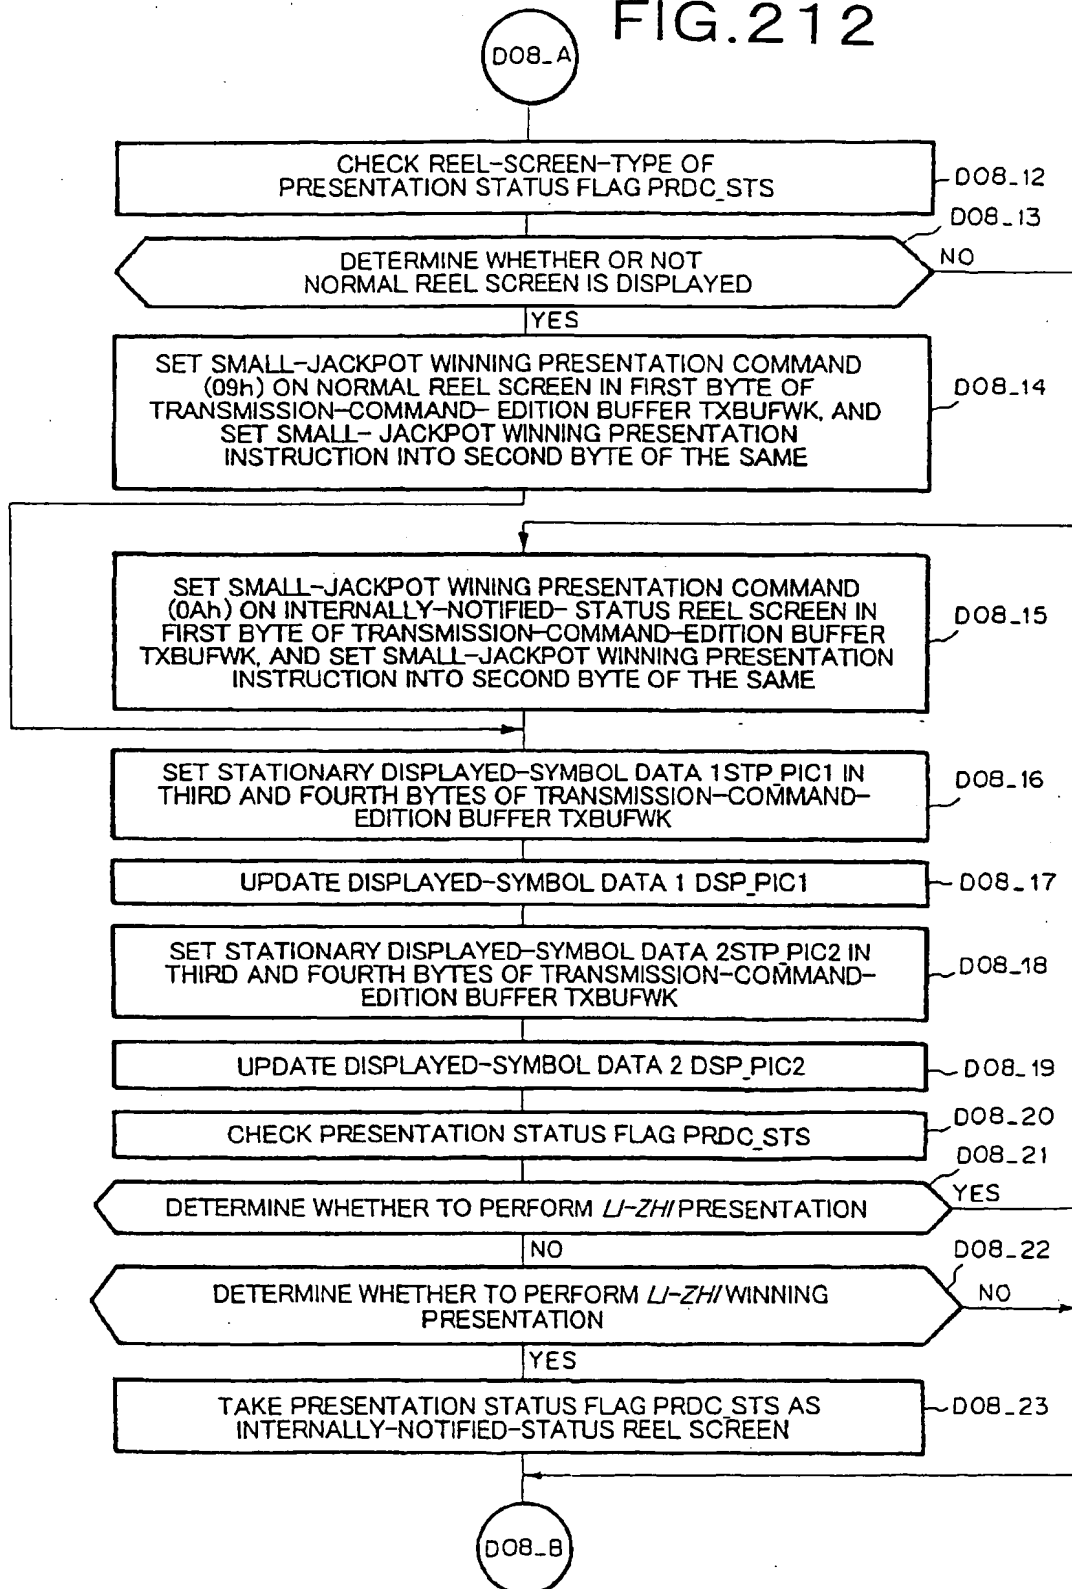 FIG.212
D08_A
CHECK REEL-SCREEN-TYPE OF
PRESENTATION STATUS FLAG PRDC_STS
D08_12
D08_13
DETERMINE WHETHER OR NOT
NORMAL REEL SCREEN IS DISPLAYED
NO
YES
SET SMALL-JACKPOT WINNING PRESENTATION COMMAND
(09h) ON NORMAL REEL SCREEN IN FIRST BYTE OF
TRANSMISSION-COMMAND- EDITION BUFFER TXBUFWK, AND
SET SMALL- JACKPOT WINNING PRESENTATION
INSTRUCTION INTO SECOND BYTE OF THE SAME
D08_14
SET SMALL-JACKPOT WINING PRESENTATION COMMAND
(0Ah) ON INTERNALLY-NOTIFIED- STATUS REEL SCREEN IN
FIRST BYTE OF TRANSMISSION-COMMAND-EDITION BUFFER
TXBUFWK, AND SET SMALL-JACKPOT WINNING PRESENTATION
INSTRUCTION INTO SECOND BYTE OF THE SAME
D08_15
SET STATIONARY DISPLAYED-SYMBOL DATA 1STP_PIC1 IN
THIRD AND FOURTH BYTES OF TRANSMISSION-COMMAND-
EDITION BUFFER TXBUFWK
D08_16
UPDATE DISPLAYED-SYMBOL DATA 1 DSP_PIC1
D08_17
SET STATIONARY DISPLAYED-SYMBOL DATA 2STP_PIC2 IN
THIRD AND FOURTH BYTES OF TRANSMISSION-COMMAND-
EDITION BUFFER TXBUFWK
D08_18
UPDATE DISPLAYED-SYMBOL DATA 2 DSP_PIC2
D08_19
CHECK PRESENTATION STATUS FLAG PRDC_STS
D08_20
D08_21
DETERMINE WHETHER TO PERFORM LI-ZHI PRESENTATION
YES
NO
D08_22
DETERMINE WHETHER TO PERFORM LI-ZHI WINNING
PRESENTATION
NO
YES
TAKE PRESENTATION STATUS FLAG PRDC_STS AS
INTERNALLY-NOTIFIED-STATUS REEL SCREEN
D08_23
D08_B